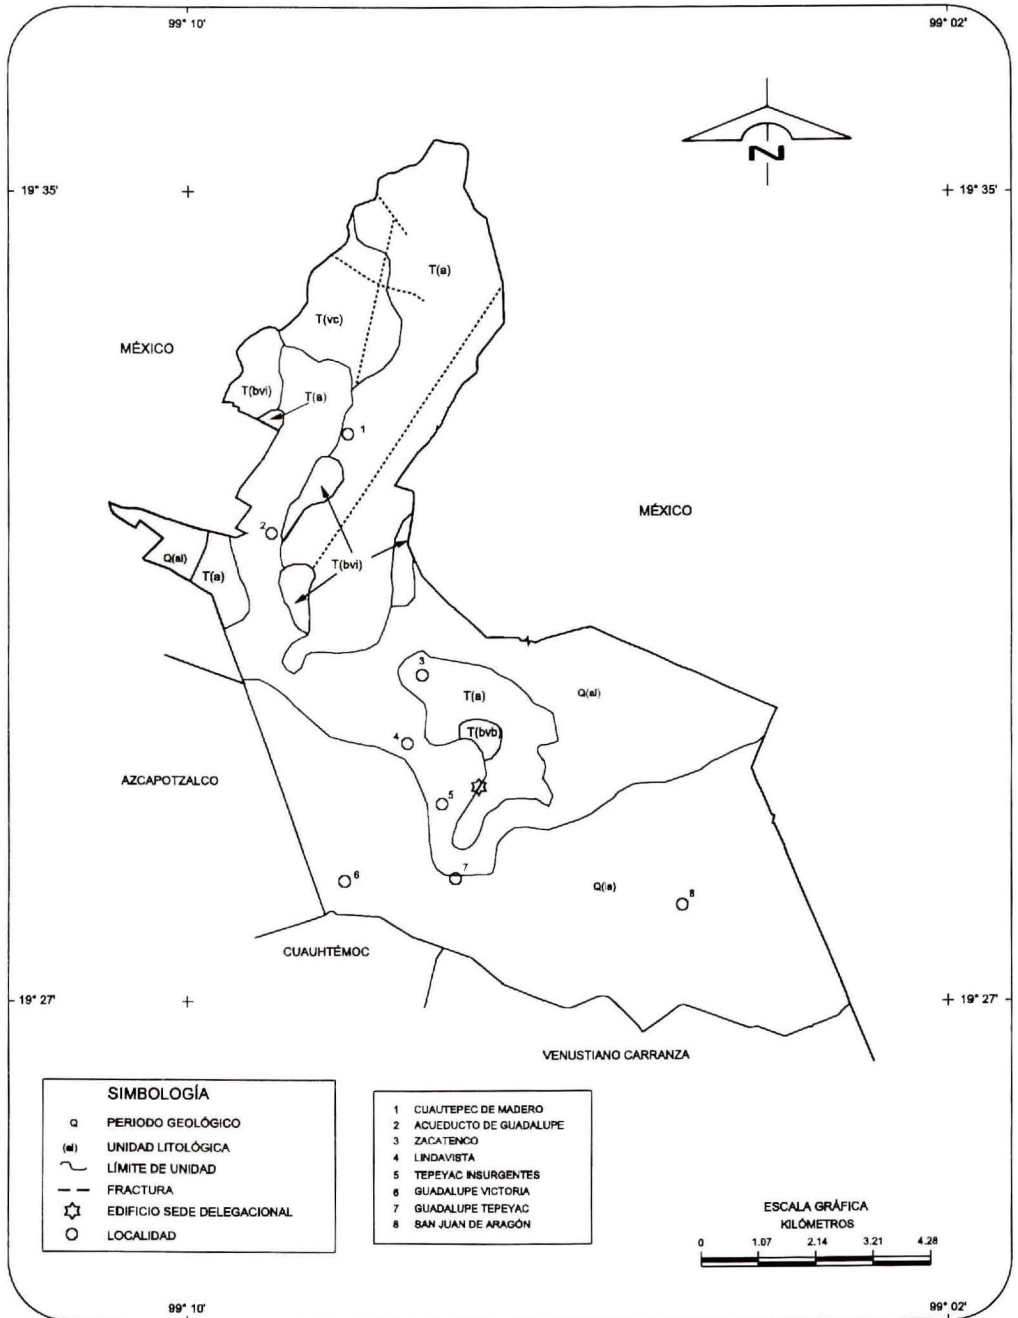 99° 10'
99° 02'
N
19° 35'
19° 35'
T(a)
T(vc)
MÉXICO
T(bvi)
T(a)
1
MÉXICO
2
Q(al)
T(a)
T(bvi)
3
T(a)
Q(al)
T(bvb)
4
AZCAPOTZALCO
5
6
7
Q(la)
8
CUAUHTÉMOC
19° 27'
19° 27'
VENUSTIANO CARRANZA
SIMBOLOGÍA
Q PERIODO GEOLÓGICO
(al) UNIDAD LITOLÓGICA
LÍMITE DE UNIDAD
FRACTURA
EDIFICIO SEDE DELEGACIONAL
LOCALIDAD
1 CUAUTEPEC DE MADERO
2 ACUEDUCTO DE GUADALUPE
3 ZACATENCO
4 LINDAVISTA
5 TEPEYAC INSURGENTES
6 GUADALUPE VICTORIA
7 GUADALUPE TEPEYAC
8 SAN JUAN DE ARAGÓN
ESCALA GRÁFICA
KILÓMETROS
0 1.07 2.14 3.21 4.28
99° 10'
99° 02'